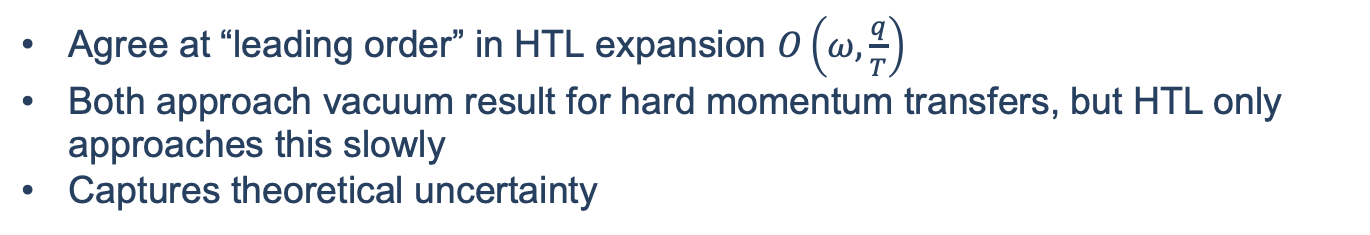 • Agree at “leading order” in HTL expansion O(ω, q/T)
• Both approach vacuum result for hard momentum transfers, but HTL only
approaches this slowly
• Captures theoretical uncertainty